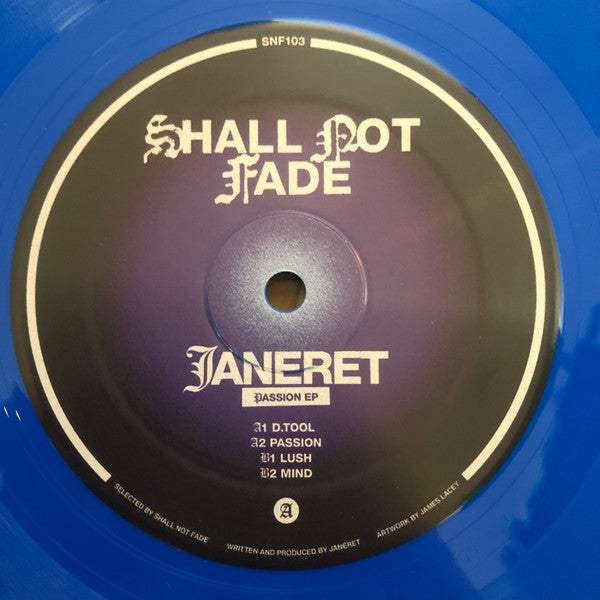 SNF103
SHALL NOT
FADE
JANERET
PASSION EP
A1 D.TOOL
A2 PASSION
B1 LUSH
B2 MIND
A
SELECTED BY SHALL NOT FADE
WRITTEN AND PRODUCED BY JANERET
ARTWORK BY JAMES LACEY